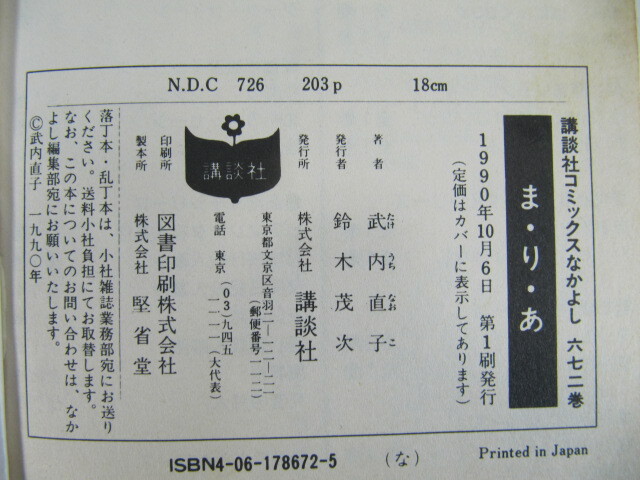 N.D.C 726 203p 18cm
講談社コミックスなかよし 六七二巻
ま・り・あ
1990年10月6日 第1刷発行
(定価はカバーに表示してあります)
著者 武内直子
たけ うち なお こ
発行者 鈴木茂次
発行所 株式会社 講談社
東京都文京区音羽二―一二―二一
(郵便番号一一二)
電話 東京(03)九四五
一一一一(大代表)
講談社
印刷所 図書印刷株式会社
製本所 株式会社 堅省堂
落丁本・乱丁本は、小社雑誌業務部宛にお送り
ください。送料小社負担にてお取替します。
なお、この本についてのお問い合わせは、なか
よし編集部宛にお願いいたします。
©武内直子 一九九〇年
ISBN4-06-178672-5 (な) Printed in Japan